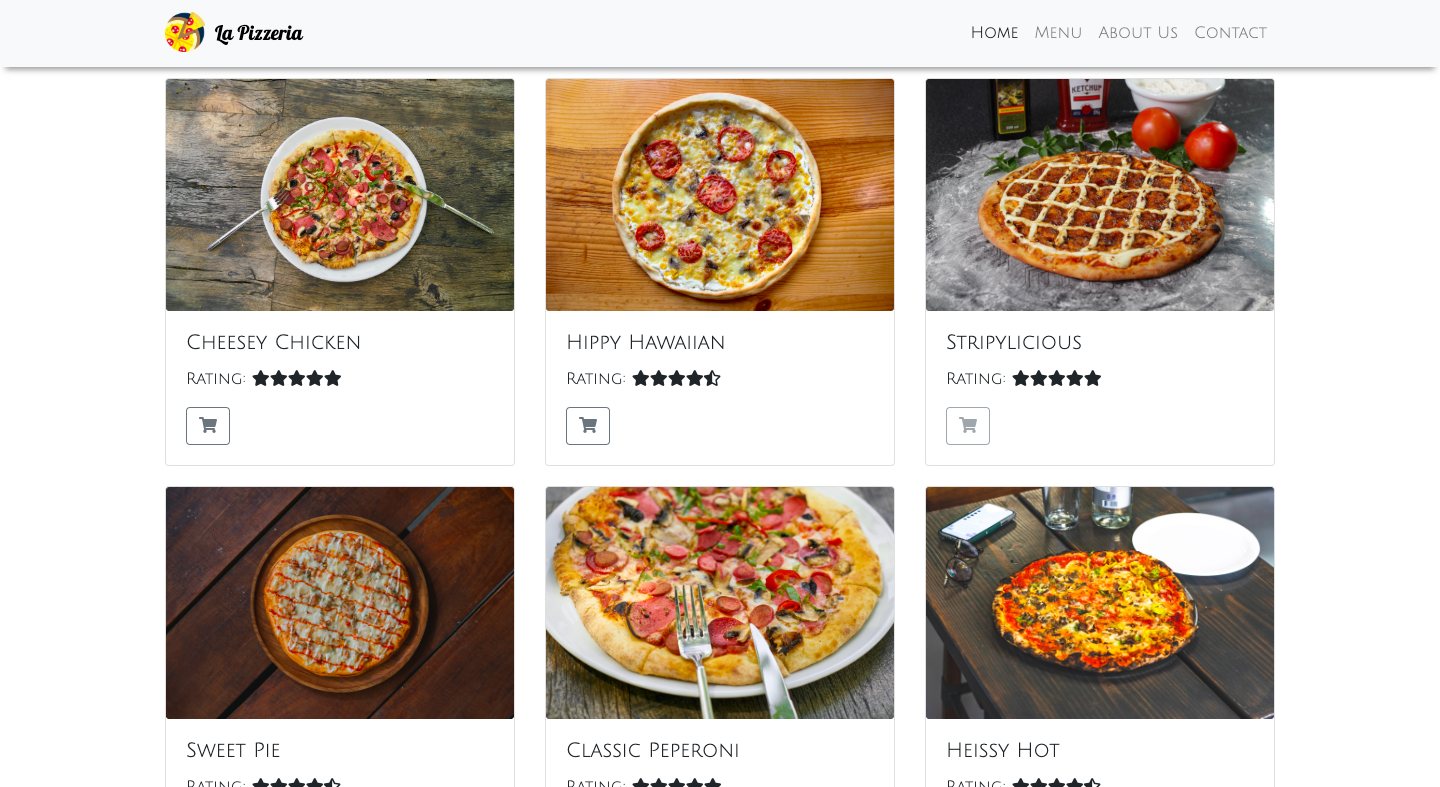 La Pizzeria
Home Menu About Us Contact
KETCHUP
Cheesey Chicken
Rating:
Hippy Hawaiian
Rating:
Stripylicious
Rating:
Sweet Pie
Rating:
Classic Peperoni
Rating:
Heissy Hot
Rating: